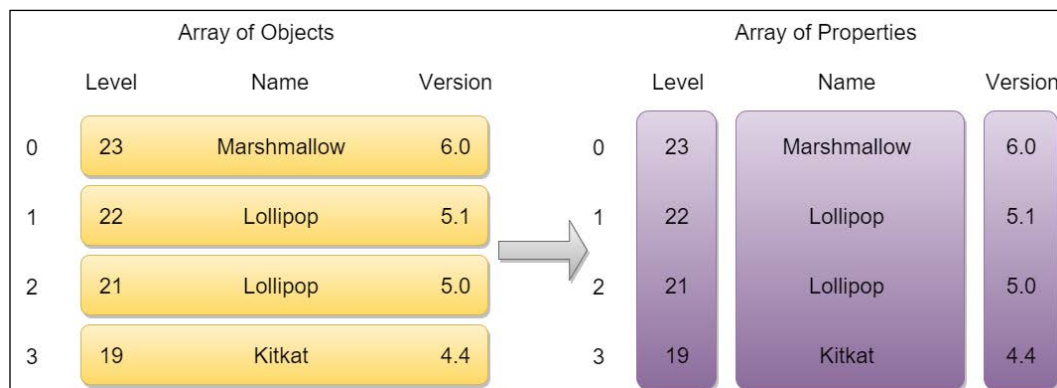 Array of Objects
Level Name Version
0 23 Marshmallow 6.0
1 22 Lollipop 5.1
2 21 Lollipop 5.0
3 19 Kitkat 4.4
Array of Properties
Level Name Version
0 23 Marshmallow 6.0
1 22 Lollipop 5.1
2 21 Lollipop 5.0
3 19 Kitkat 4.4